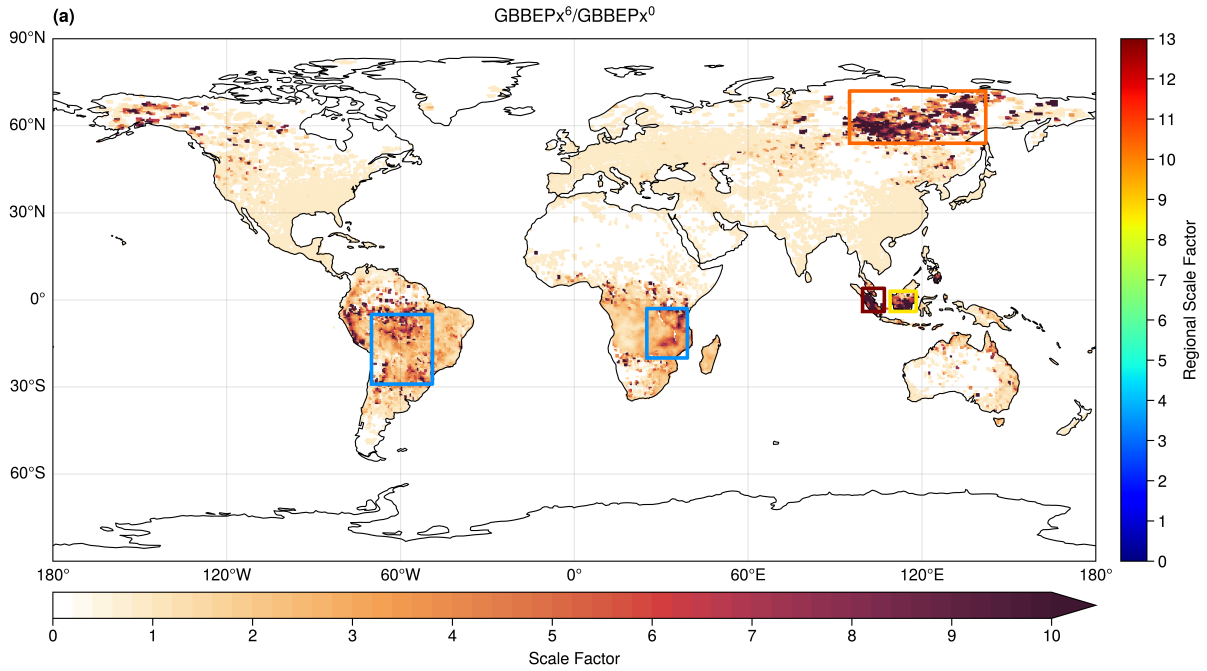 (a)
GBBEPx⁶/GBBEPx⁰
90°N
60°N
30°N
0°
30°S
60°S
180° 120°W 60°W 0° 60°E 120°E 180°
13
12
11
10
9
8
7
6
5
4
3
2
1
0
Regional Scale Factor
0 1 2 3 4 5 6 7 8 9 10
Scale Factor